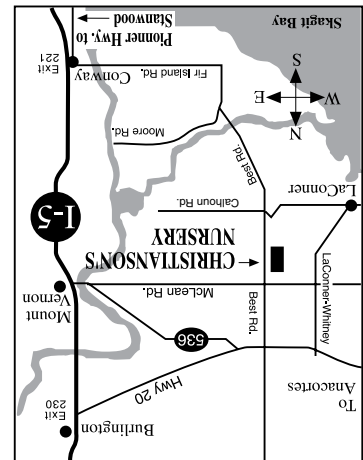 Burlington
Exit
230
Hwy 20
To
Anacortes
536
Best Rd.
LaConner-Whitney
Mount
Vernon
McLean Rd.
CHRISTIANSON'S
NURSERY
I-5
Calhoun Rd.
LaConner
Best Rd.
Moore Rd.
N
W
E
S
Fir Island Rd.
Conway
Exit
221
Pionner Hwy. to
Stanwood
Skagit Bay